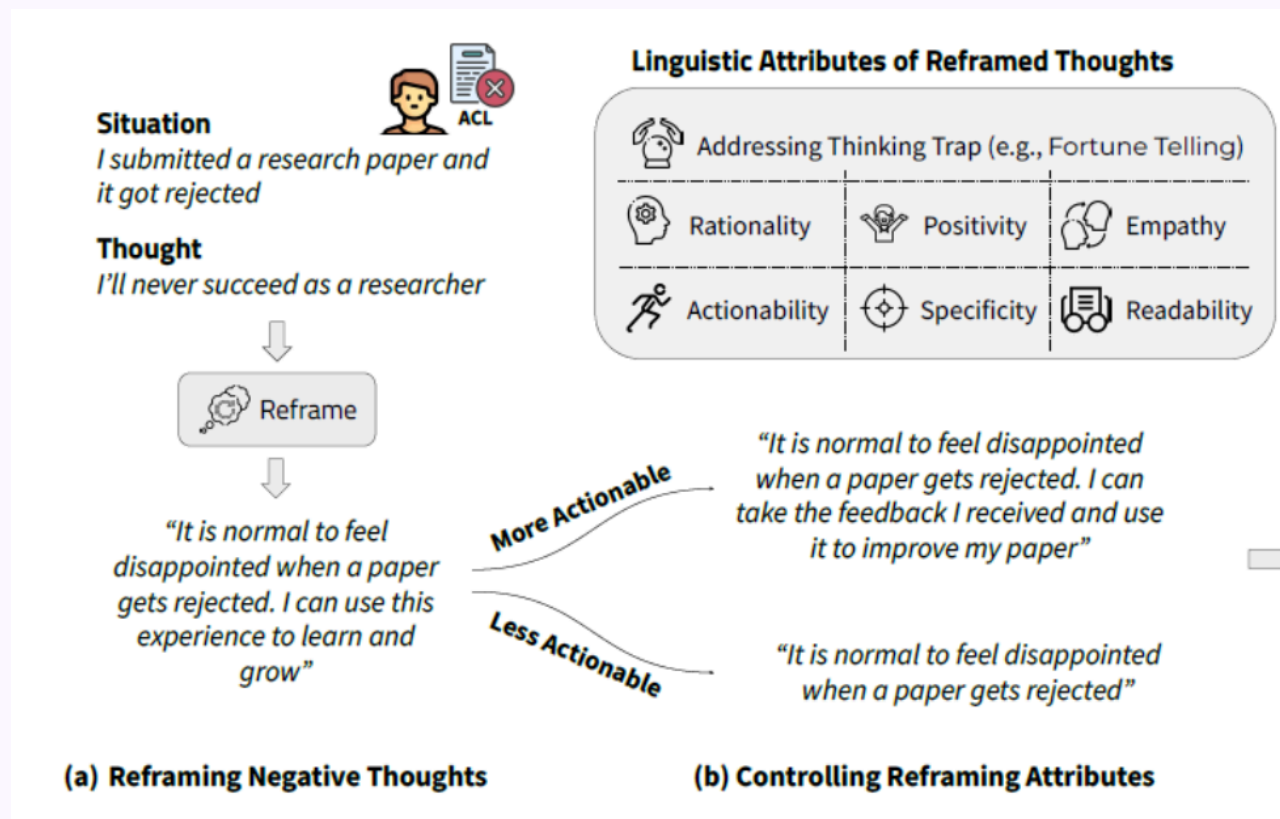 ACL
Situation
I submitted a research paper and
it got rejected
Thought
I'll never succeed as a researcher
Reframe
“It is normal to feel
disappointed when a paper
gets rejected. I can use this
experience to learn and
grow”
(a) Reframing Negative Thoughts
Linguistic Attributes of Reframed Thoughts
Addressing Thinking Trap (e.g., Fortune Telling)
Rationality
Positivity
Empathy
Actionability
Specificity
Readability
More Actionable
“It is normal to feel disappointed
when a paper gets rejected. I can
take the feedback I received and use
it to improve my paper”
Less Actionable
“It is normal to feel disappointed
when a paper gets rejected”
(b) Controlling Reframing Attributes